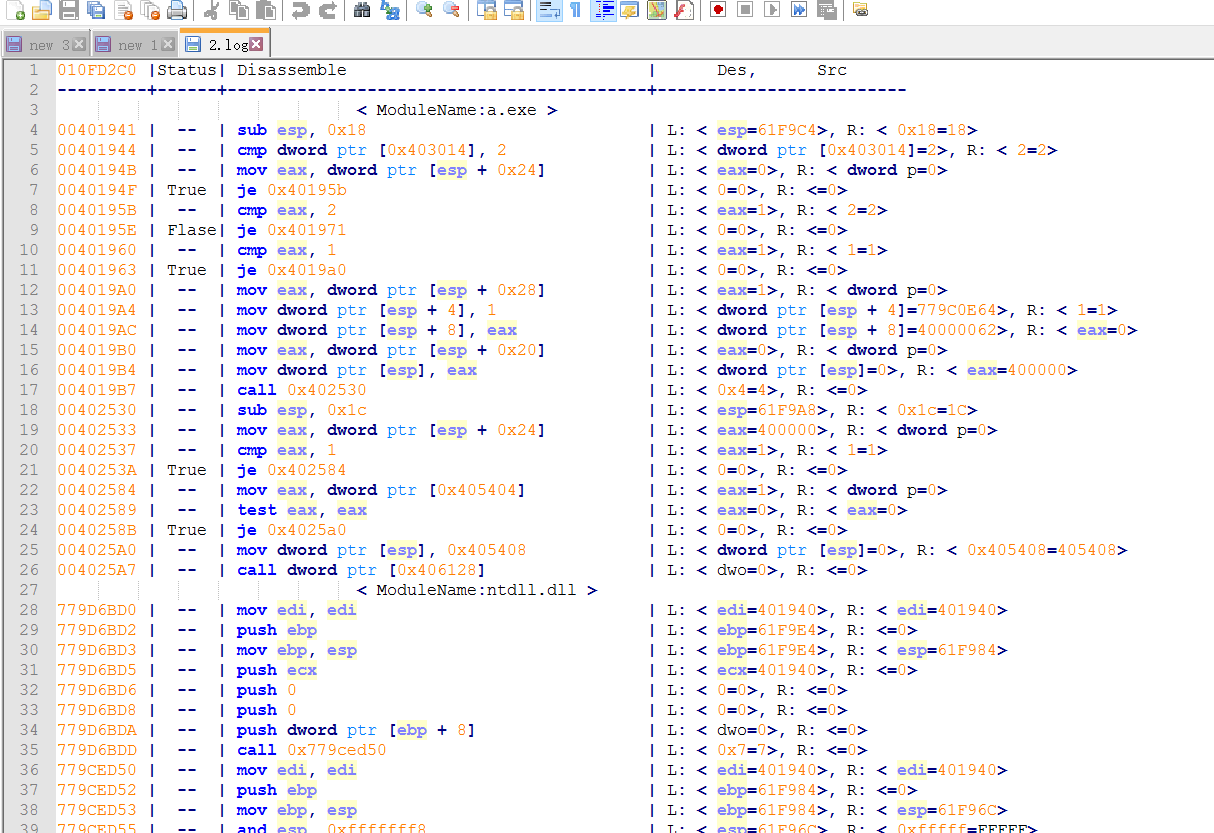 new 3 new 1 2.log
1 010FD2C0 |Status| Disassemble | Des, Src
2 ---------+------+------------------------------------------+-------------------------
3 < ModuleName:a.exe >
4 00401941 | -- | sub esp, 0x18 | L: < esp=61F9C4>, R: < 0x18=18>
5 00401944 | -- | cmp dword ptr [0x403014], 2 | L: < dword ptr [0x403014]=2>, R: < 2=2>
6 0040194B | -- | mov eax, dword ptr [esp + 0x24] | L: < eax=0>, R: < dword p=0>
7 0040194F | True | je 0x40195b | L: < 0=0>, R: <=0>
8 0040195B | -- | cmp eax, 2 | L: < eax=1>, R: < 2=2>
9 0040195E | Flase| je 0x401971 | L: < 0=0>, R: <=0>
10 00401960 | -- | cmp eax, 1 | L: < eax=1>, R: < 1=1>
11 00401963 | True | je 0x4019a0 | L: < 0=0>, R: <=0>
12 004019A0 | -- | mov eax, dword ptr [esp + 0x28] | L: < eax=1>, R: < dword p=0>
13 004019A4 | -- | mov dword ptr [esp + 4], 1 | L: < dword ptr [esp + 4]=779C0E64>, R: < 1=1>
14 004019AC | -- | mov dword ptr [esp + 8], eax | L: < dword ptr [esp + 8]=40000062>, R: < eax=0>
15 004019B0 | -- | mov eax, dword ptr [esp + 0x20] | L: < eax=0>, R: < dword p=0>
16 004019B4 | -- | mov dword ptr [esp], eax | L: < dword ptr [esp]=0>, R: < eax=400000>
17 004019B7 | -- | call 0x402530 | L: < 0x4=4>, R: <=0>
18 00402530 | -- | sub esp, 0x1c | L: < esp=61F9A8>, R: < 0x1c=1C>
19 00402533 | -- | mov eax, dword ptr [esp + 0x24] | L: < eax=400000>, R: < dword p=0>
20 00402537 | -- | cmp eax, 1 | L: < eax=1>, R: < 1=1>
21 0040253A | True | je 0x402584 | L: < 0=0>, R: <=0>
22 00402584 | -- | mov eax, dword ptr [0x405404] | L: < eax=1>, R: < dword p=0>
23 00402589 | -- | test eax, eax | L: < eax=0>, R: < eax=0>
24 0040258B | True | je 0x4025a0 | L: < 0=0>, R: <=0>
25 004025A0 | -- | mov dword ptr [esp], 0x405408 | L: < dword ptr [esp]=0>, R: < 0x405408=405408>
26 004025A7 | -- | call dword ptr [0x406128] | L: < dwo=0>, R: <=0>
27 < ModuleName:ntdll.dll >
28 779D6BD0 | -- | mov edi, edi | L: < edi=401940>, R: < edi=401940>
29 779D6BD2 | -- | push ebp | L: < ebp=61F9E4>, R: <=0>
30 779D6BD3 | -- | mov ebp, esp | L: < ebp=61F9E4>, R: < esp=61F984>
31 779D6BD5 | -- | push ecx | L: < ecx=401940>, R: <=0>
32 779D6BD6 | -- | push 0 | L: < 0=0>, R: <=0>
33 779D6BD8 | -- | push 0 | L: < 0=0>, R: <=0>
34 779D6BDA | -- | push dword ptr [ebp + 8] | L: < dwo=0>, R: <=0>
35 779D6BDD | -- | call 0x779ced50 | L: < 0x7=7>, R: <=0>
36 779CED50 | -- | mov edi, edi | L: < edi=401940>, R: < edi=401940>
37 779CED52 | -- | push ebp | L: < ebp=61F984>, R: <=0>
38 779CED53 | -- | mov ebp, esp | L: < ebp=61F984>, R: < esp=61F96C>
39 779CED55 | -- | and esp, 0xfffffff8 | L: < esp=61F96C>, R: < 0xfffff=FFFFF>